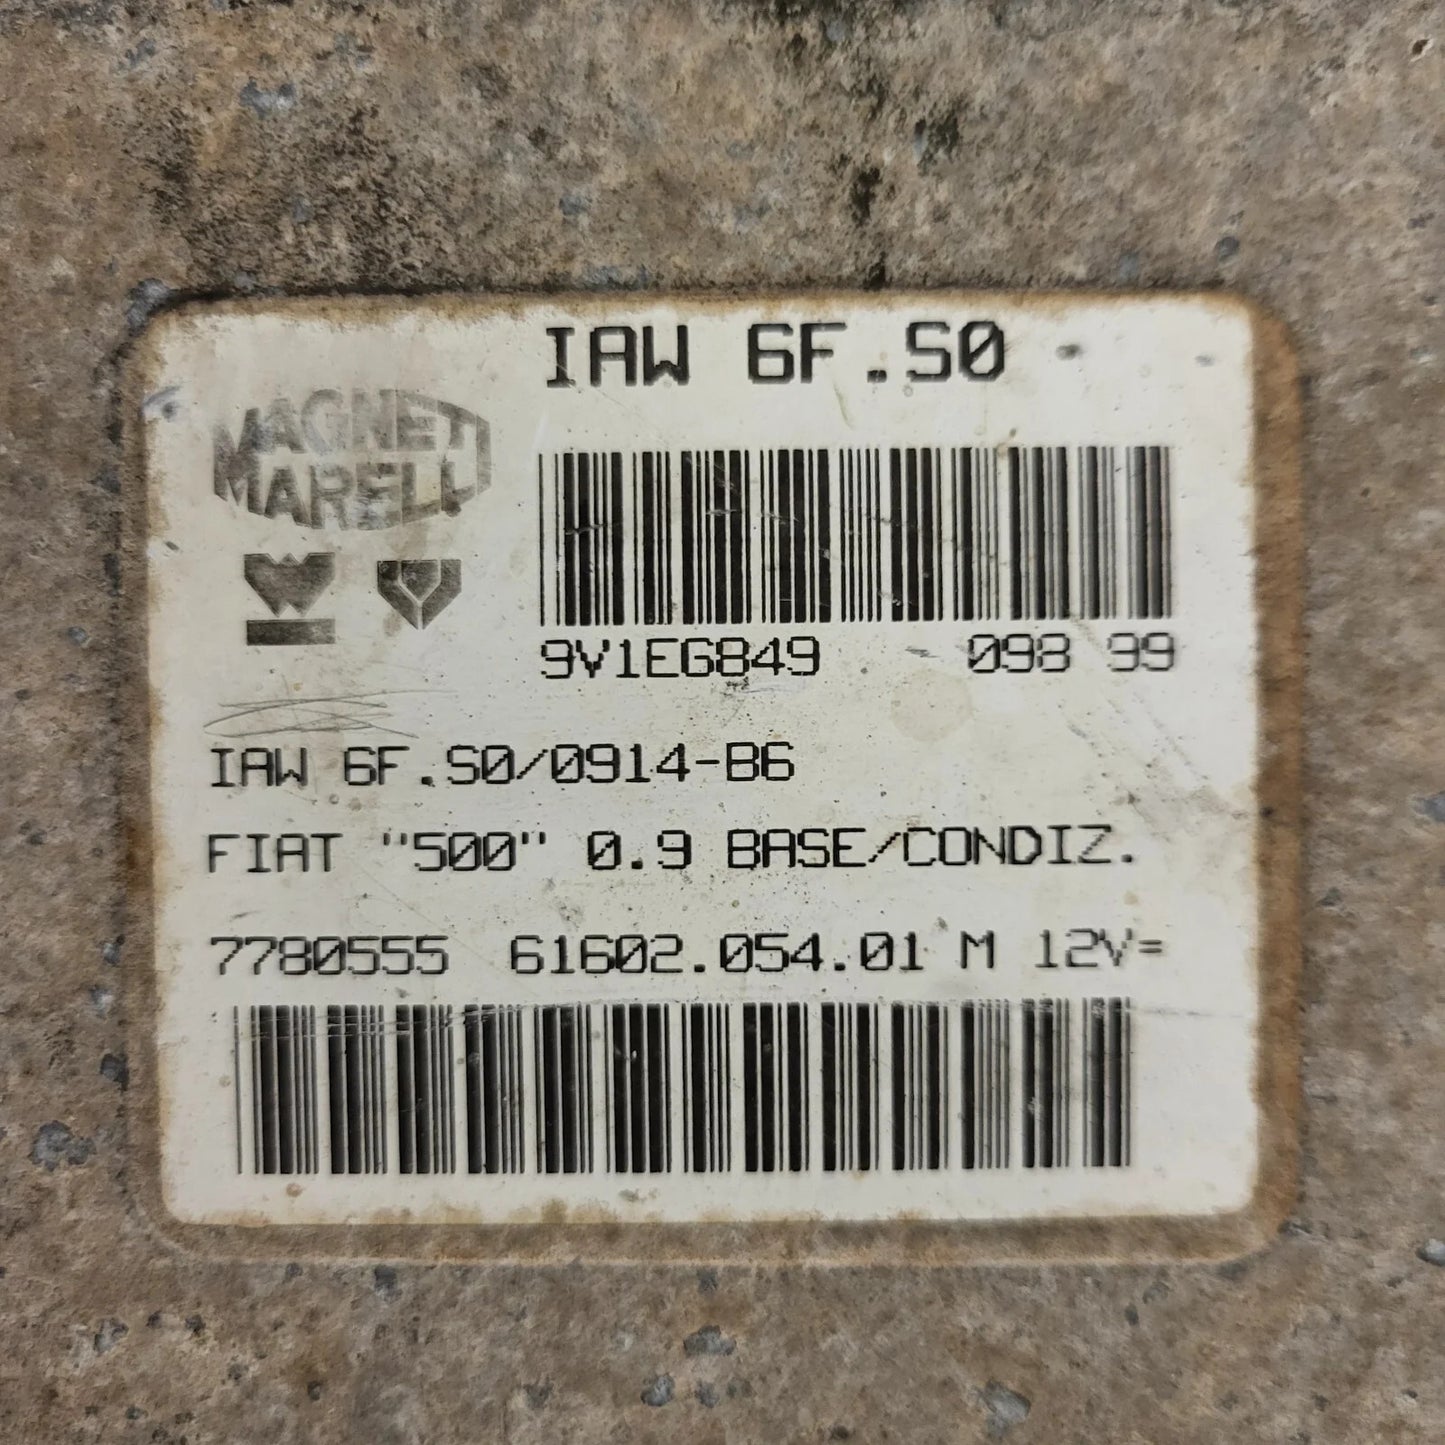 IAW 6F.S0
MAGNETI
MARELLI
9V1EG849 098 99
IAW 6F.S0/0914-B6
FIAT "500" 0.9 BASE/CONDIZ.
7780555 61602.054.01 M 12V=